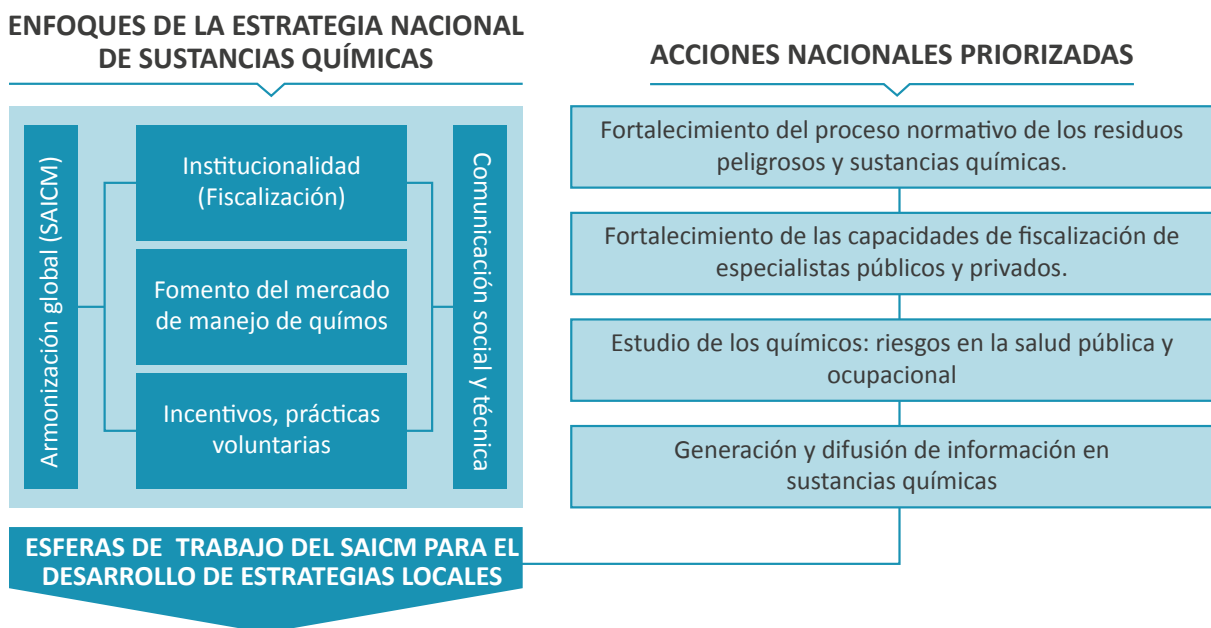 ENFOQUES DE LA ESTRATEGIA NACIONAL
DE SUSTANCIAS QUÍMICAS
Armonización global (SAICM)
Institucionalidad
(Fiscalización)
Fomento del mercado
de manejo de químos
Incentivos, prácticas
voluntarias
Comunicación social y técnica
ESFERAS DE TRABAJO DEL SAICM PARA EL
DESARROLLO DE ESTRATEGIAS LOCALES
ACCIONES NACIONALES PRIORIZADAS
Fortalecimiento del proceso normativo de los residuos
peligrosos y sustancias químicas.
Fortalecimiento de las capacidades de fiscalización de
especialistas públicos y privados.
Estudio de los químicos: riesgos en la salud pública y
ocupacional
Generación y difusión de información en
sustancias químicas